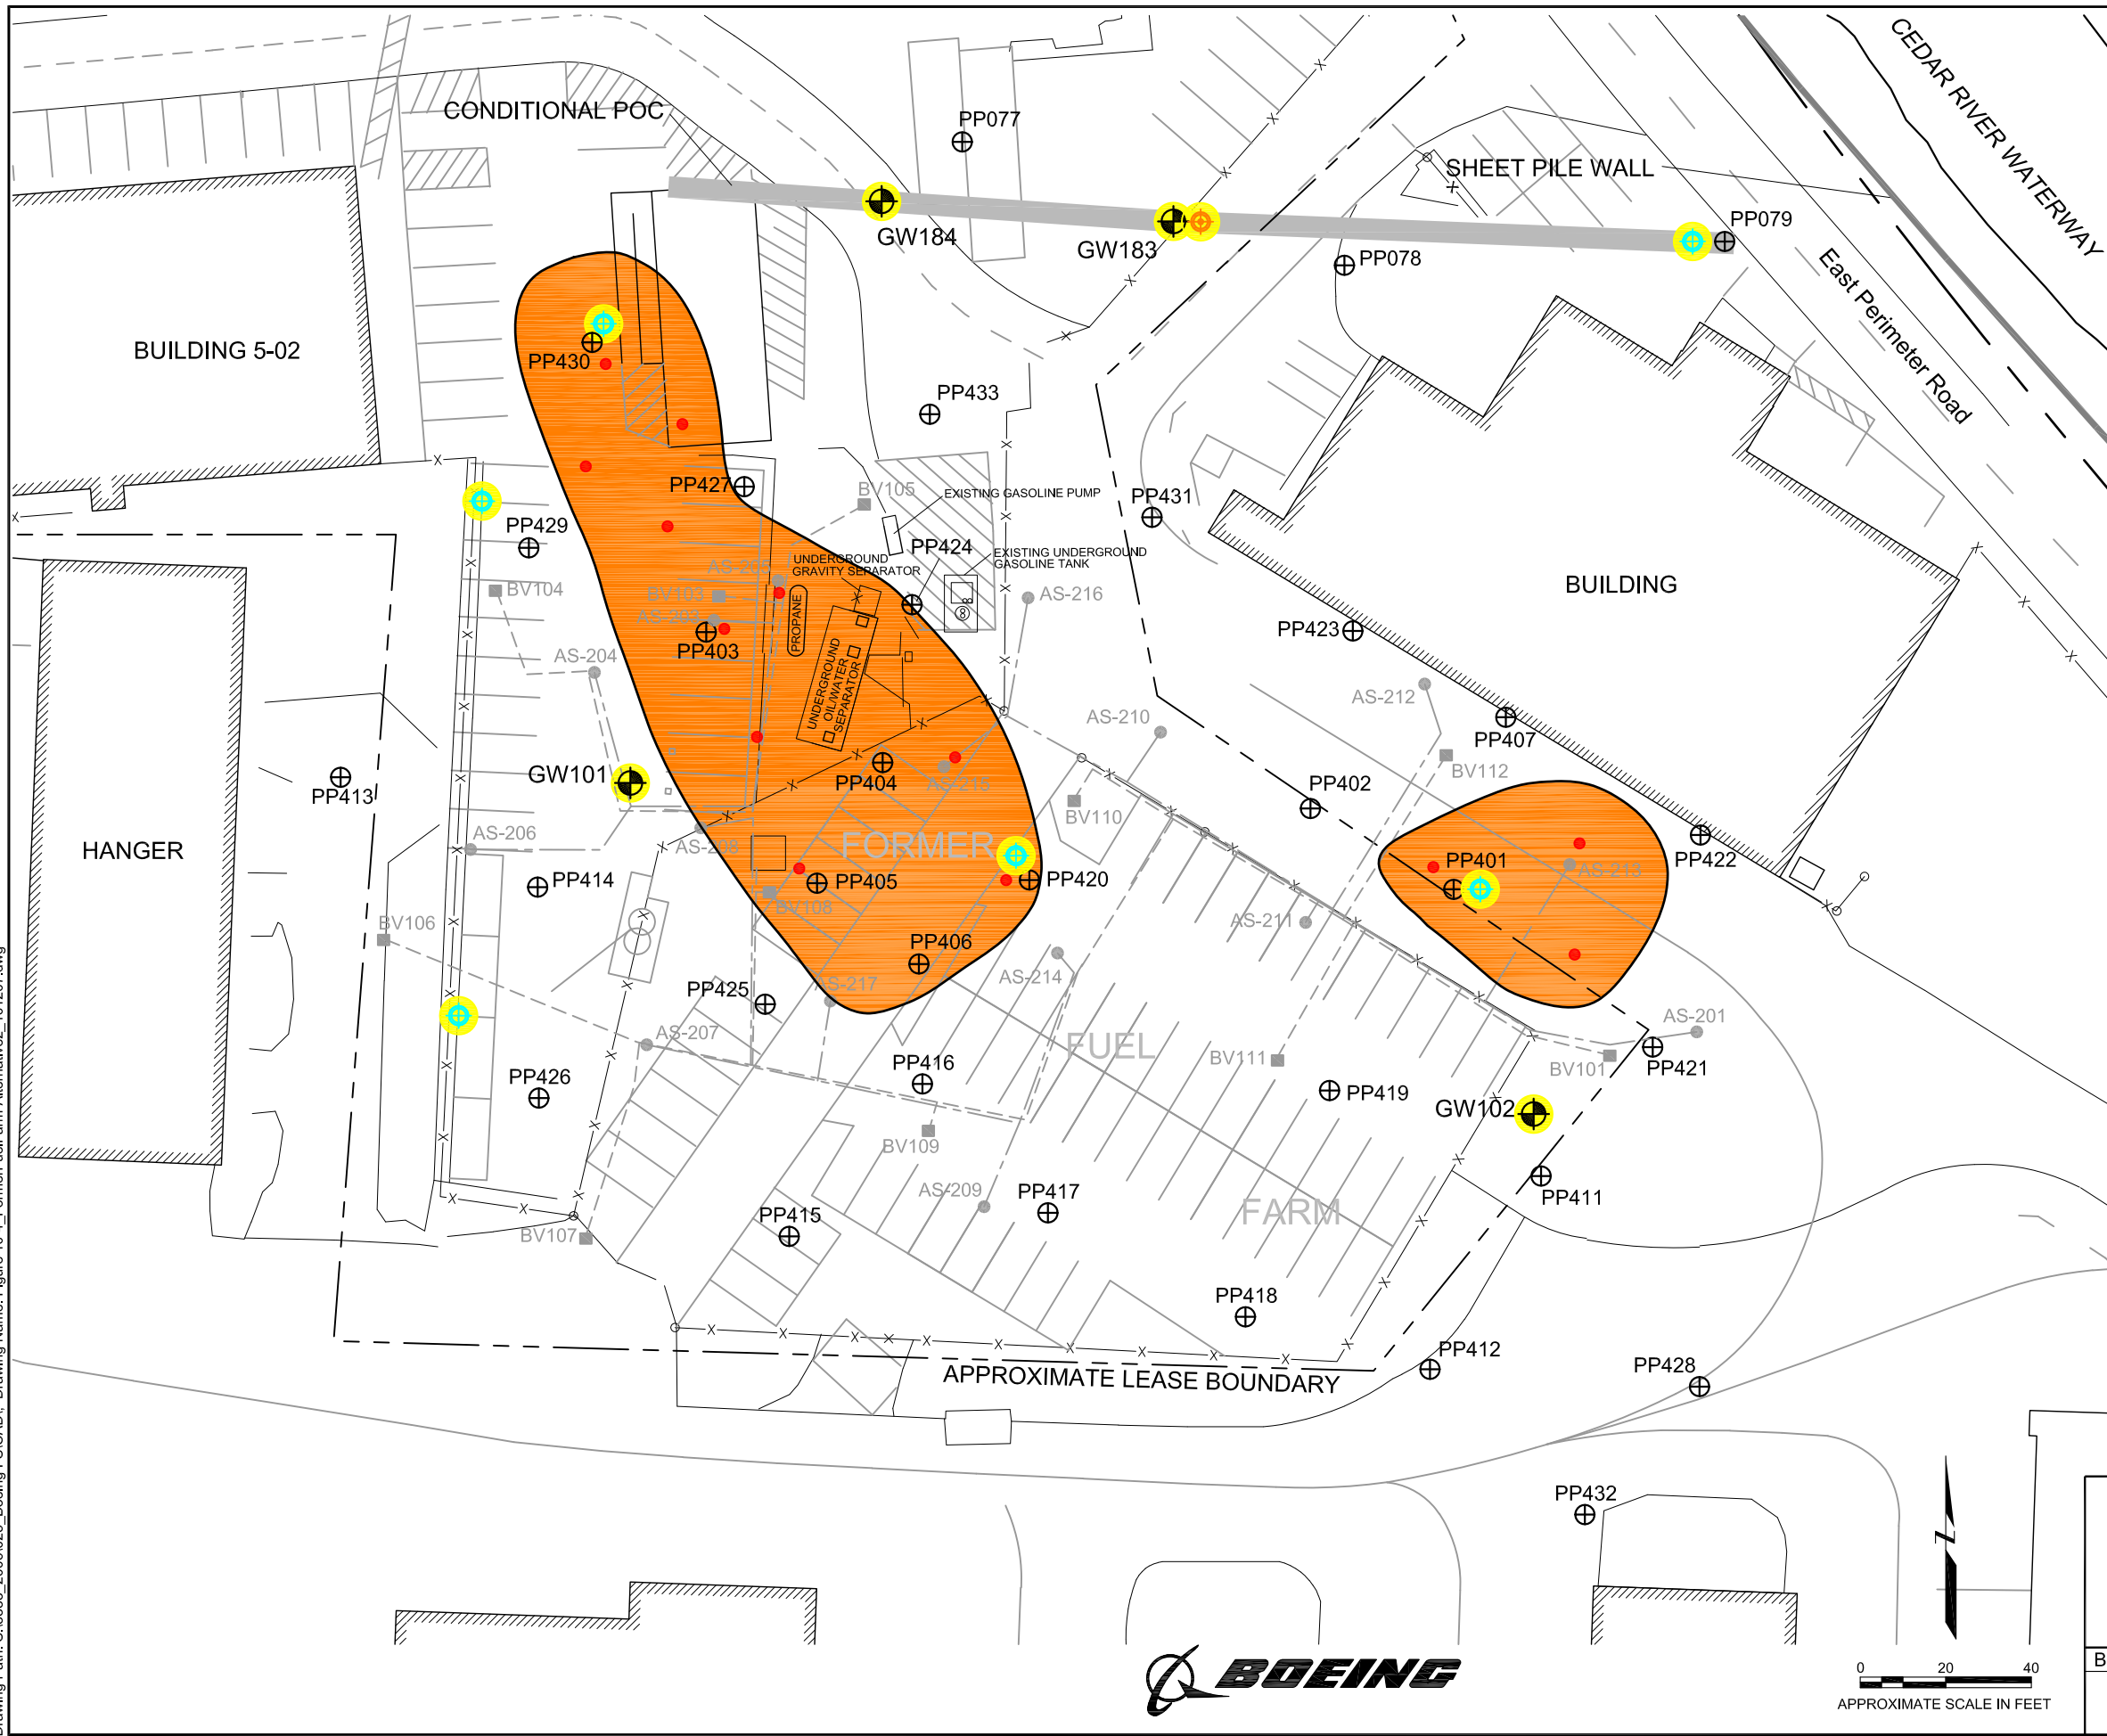 CEDAR RIVER WATERWAY
CONDITIONAL POC
PP077
SHEET PILE WALL
GW184
GW183
PP078
PP079
East Perimeter Road
BUILDING 5-02
PP430
PP433
PP427
BV105
EXISTING GASOLINE PUMP
PP431
PP429
PP424
EXISTING UNDERGROUND
GASOLINE TANK
UNDERGROUND
GRAVITY SEPARATOR
AS-205
BV104
BV103
AS-216
BUILDING
AS-203
PROPANE
PP403
PP423
AS-204
UNDERGROUND
OIL/WATER
SEPARATOR
AS-212
AS-210
PP407
GW101
PP404
AS-215
BV112
PP413
PP402
BV110
AS-206
HANGER
AS-208
FORMER
PP422
PP401
AS-213
PP414
PP405
PP420
BV108
BV106
AS-211
PP406
AS-214
PP425
AS-217
AS-201
AS-207
FUEL
BV111
BV101
PP421
PP416
PP426
PP419
GW102
BV109
PP411
AS-209
PP417
FARM
PP415
BV107
PP418
PP412
PP428
APPROXIMATE LEASE BOUNDARY
PP432
Z
BOEING
0 20 40
APPROXIMATE SCALE IN FEET
B